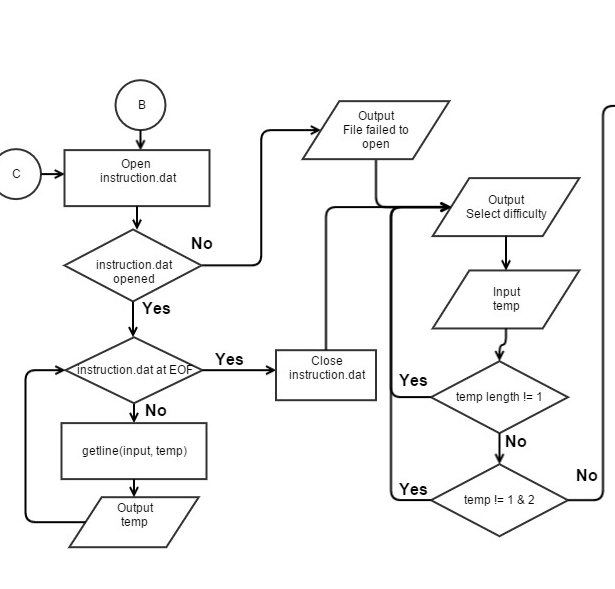 B
C
Open
instruction.dat
No
instruction.dat
opened
Yes
instruction.dat at EOF
Yes
No
getline(input, temp)
Output
temp
Close
instruction.dat
Output
File failed to
open
Output
Select difficulty
Input
temp
temp length != 1
Yes
No
temp != 1 & 2
Yes
No